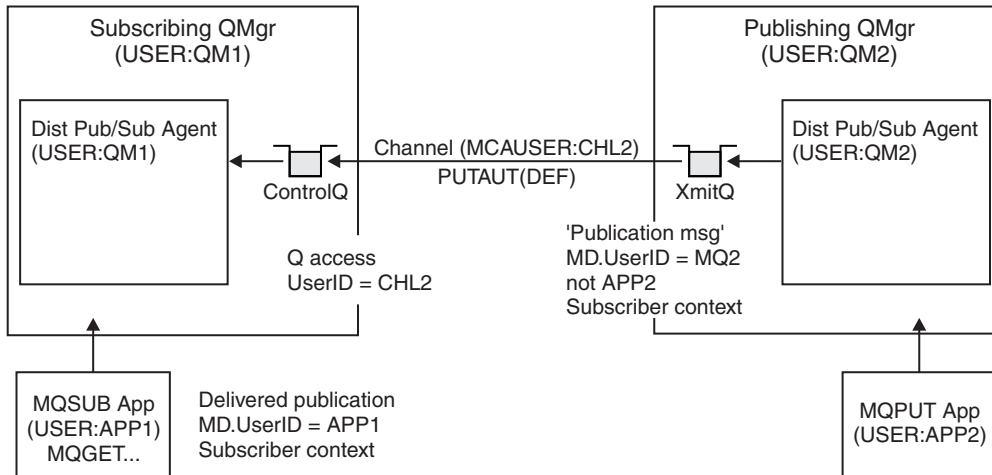 Subscribing QMgr
(USER:QM1)
Publishing QMgr
(USER:QM2)
Dist Pub/Sub Agent
(USER:QM1)
ControlQ
Channel (MCAUSER:CHL2)
PUTAUT(DEF)
XmitQ
Dist Pub/Sub Agent
(USER:QM2)
Q access
UserID = CHL2
'Publication msg'
MD.UserID = MQ2
not APP2
Subscriber context
MQSUB App
(USER:APP1)
MQGET...
Delivered publication
MD.UserID = APP1
Subscriber context
MQPUT App
(USER:APP2)